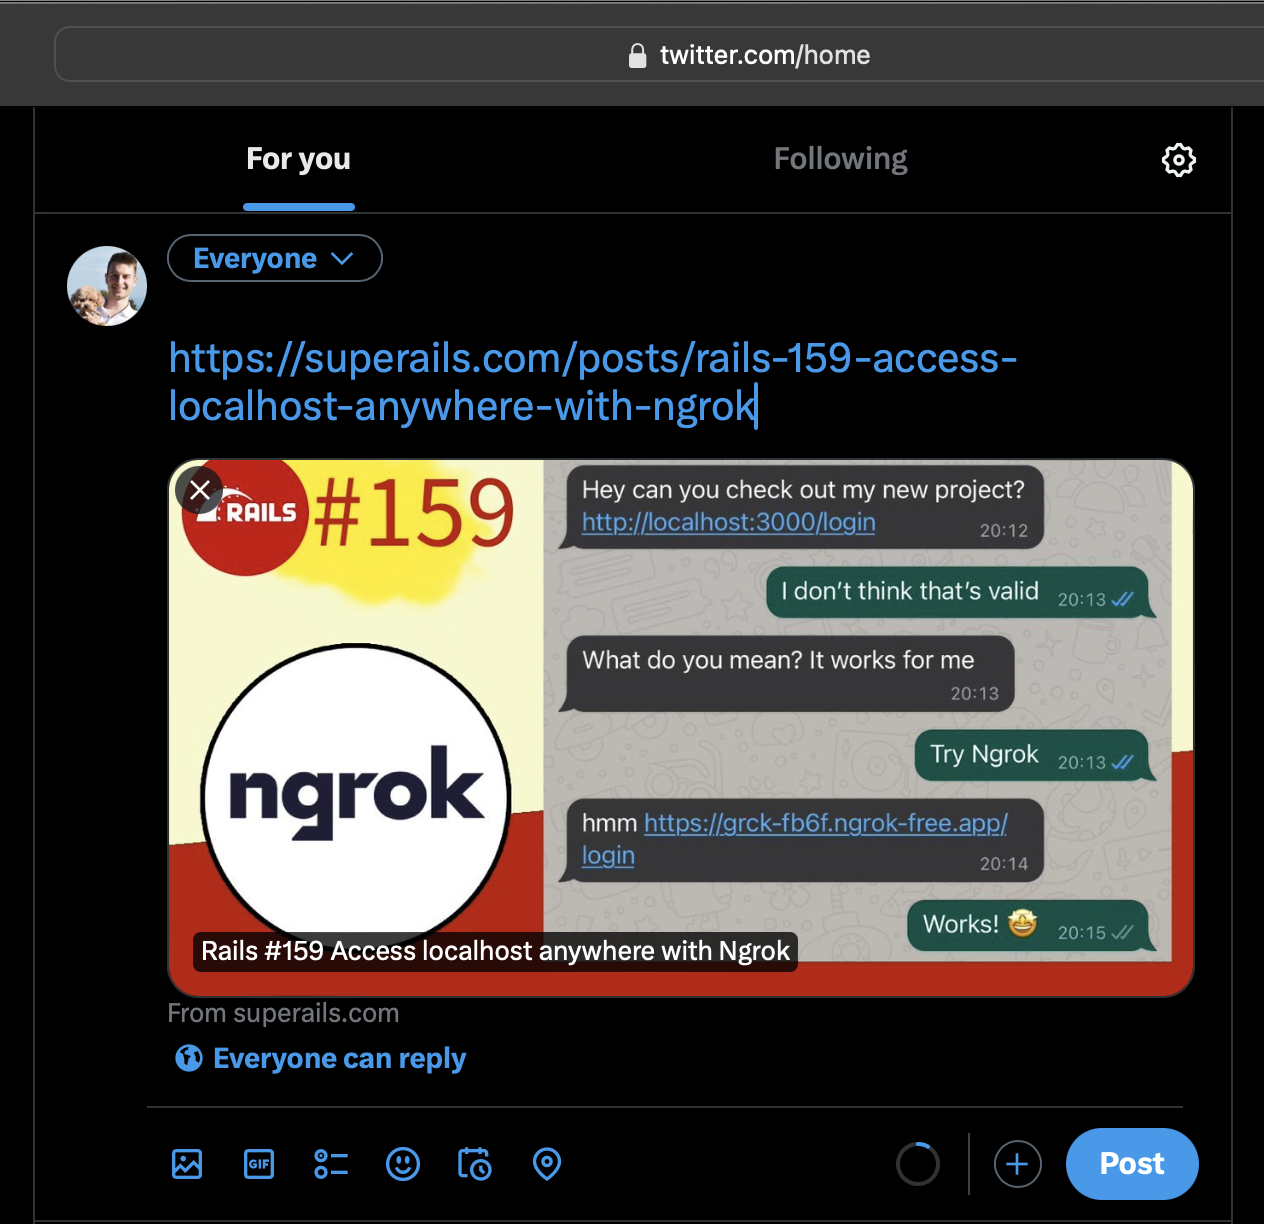 twitter.com/home
For you
Following
Everyone
https://superails.com/posts/rails-159-access-
localhost-anywhere-with-ngrok
RAILS
#159
ngrok
Hey can you check out my new project?
http://localhost:3000/login
20:12
I don't think that's valid
20:13
What do you mean? It works for me
20:13
Try Ngrok
20:13
hmm https://grck-fb6f.ngrok-free.app/
login
20:14
Works! 🤩
20:15
Rails #159 Access localhost anywhere with Ngrok
From superails.com
Everyone can reply
GIF
Post